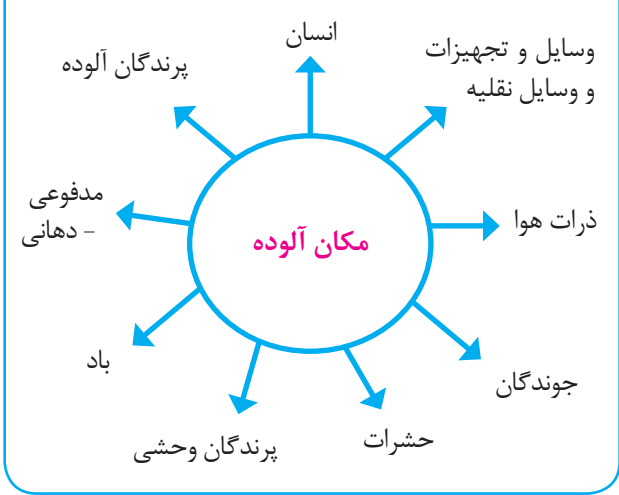 انسان
وسایل و تجهیزات
و وسایل نقلیه
ذرات هوا
جوندگان
حشرات
پرندگان وحشی
باد
مدفوعی
- دهانی
پرندگان آلوده
مکان آلوده